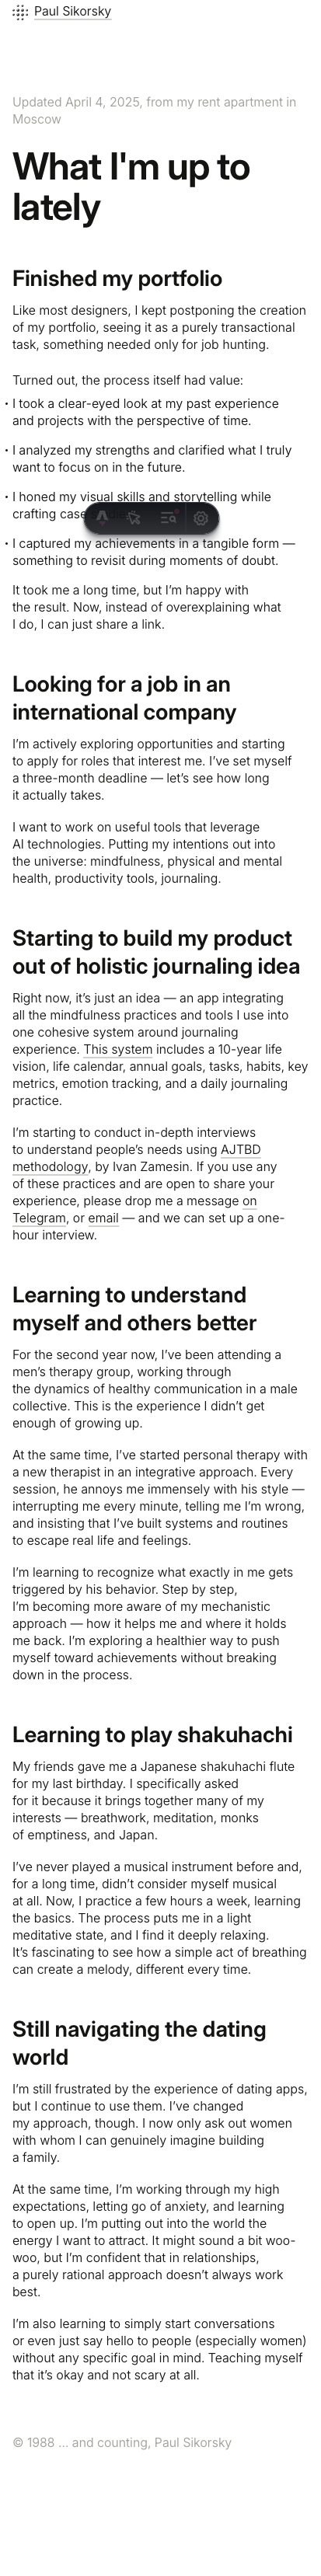 Paul Sikorsky
Updated April 4, 2025, from my rent apartment in
Moscow
What I'm up to
lately
Finished my portfolio
Like most designers, I kept postponing the creation
of my portfolio, seeing it as a purely transactional
task, something needed only for job hunting.
Turned out, the process itself had value:
• I took a clear-eyed look at my past experience
and projects with the perspective of time.
• I analyzed my strengths and clarified what I truly
want to focus on in the future.
• I honed my visual skills and storytelling while
crafting case
• I captured my achievements in a tangible form —
something to revisit during moments of doubt.
It took me a long time, but I’m happy with
the result. Now, instead of overexplaining what
I do, I can just share a link.
Looking for a job in an
international company
I’m actively exploring opportunities and starting
to apply for roles that interest me. I’ve set myself
a three-month deadline — let’s see how long
it actually takes.
I want to work on useful tools that leverage
AI technologies. Putting my intentions out into
the universe: mindfulness, physical and mental
health, productivity tools, journaling.
Starting to build my product
out of holistic journaling idea
Right now, it’s just an idea — an app integrating
all the mindfulness practices and tools I use into
one cohesive system around journaling
experience. This system includes a 10-year life
vision, life calendar, annual goals, tasks, habits, key
metrics, emotion tracking, and a daily journaling
practice.
I’m starting to conduct in-depth interviews
to understand people’s needs using AJTBD
methodology, by Ivan Zamesin. If you use any
of these practices and are open to share your
experience, please drop me a message on
Telegram, or email — and we can set up a one-
hour interview.
Learning to understand
myself and others better
For the second year now, I’ve been attending a
men’s therapy group, working through
the dynamics of healthy communication in a male
collective. This is the experience I didn’t get
enough of growing up.
At the same time, I’ve started personal therapy with
a new therapist in an integrative approach. Every
session, he annoys me immensely with his style —
interrupting me every minute, telling me I’m wrong,
and insisting that I’ve built systems and routines
to escape real life and feelings.
I’m learning to recognize what exactly in me gets
triggered by his behavior. Step by step,
I’m becoming more aware of my mechanistic
approach — how it helps me and where it holds
me back. I’m exploring a healthier way to push
myself toward achievements without breaking
down in the process.
Learning to play shakuhachi
My friends gave me a Japanese shakuhachi flute
for my last birthday. I specifically asked
for it because it brings together many of my
interests — breathwork, meditation, monks
of emptiness, and Japan.
I’ve never played a musical instrument before and,
for a long time, didn’t consider myself musical
at all. Now, I practice a few hours a week, learning
the basics. The process puts me in a light
meditative state, and I find it deeply relaxing.
It’s fascinating to see how a simple act of breathing
can create a melody, different every time.
Still navigating the dating
world
I’m still frustrated by the experience of dating apps,
but I continue to use them. I’ve changed
my approach, though. I now only ask out women
with whom I can genuinely imagine building
a family.
At the same time, I’m working through my high
expectations, letting go of anxiety, and learning
to open up. I’m putting out into the world the
energy I want to attract. It might sound a bit woo-
woo, but I’m confident that in relationships,
a purely rational approach doesn’t always work
best.
I’m also learning to simply start conversations
or even just say hello to people (especially women)
without any specific goal in mind. Teaching myself
that it’s okay and not scary at all.
© 1988 ... and counting, Paul Sikorsky